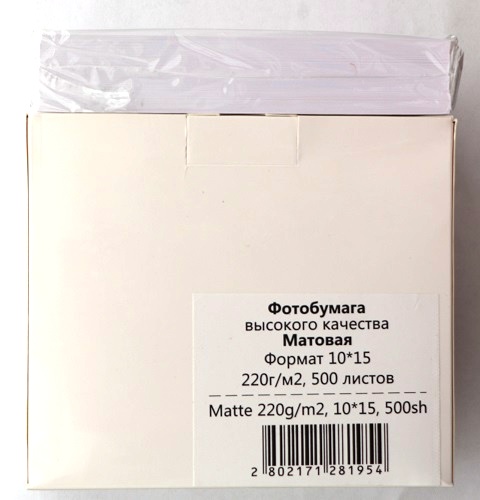 Фотобумага
высокого качества
Матовая
Формат 10*15
220г/м2, 500 листов
Matte 220g/m2, 10*15, 500sh
2 802171 281954